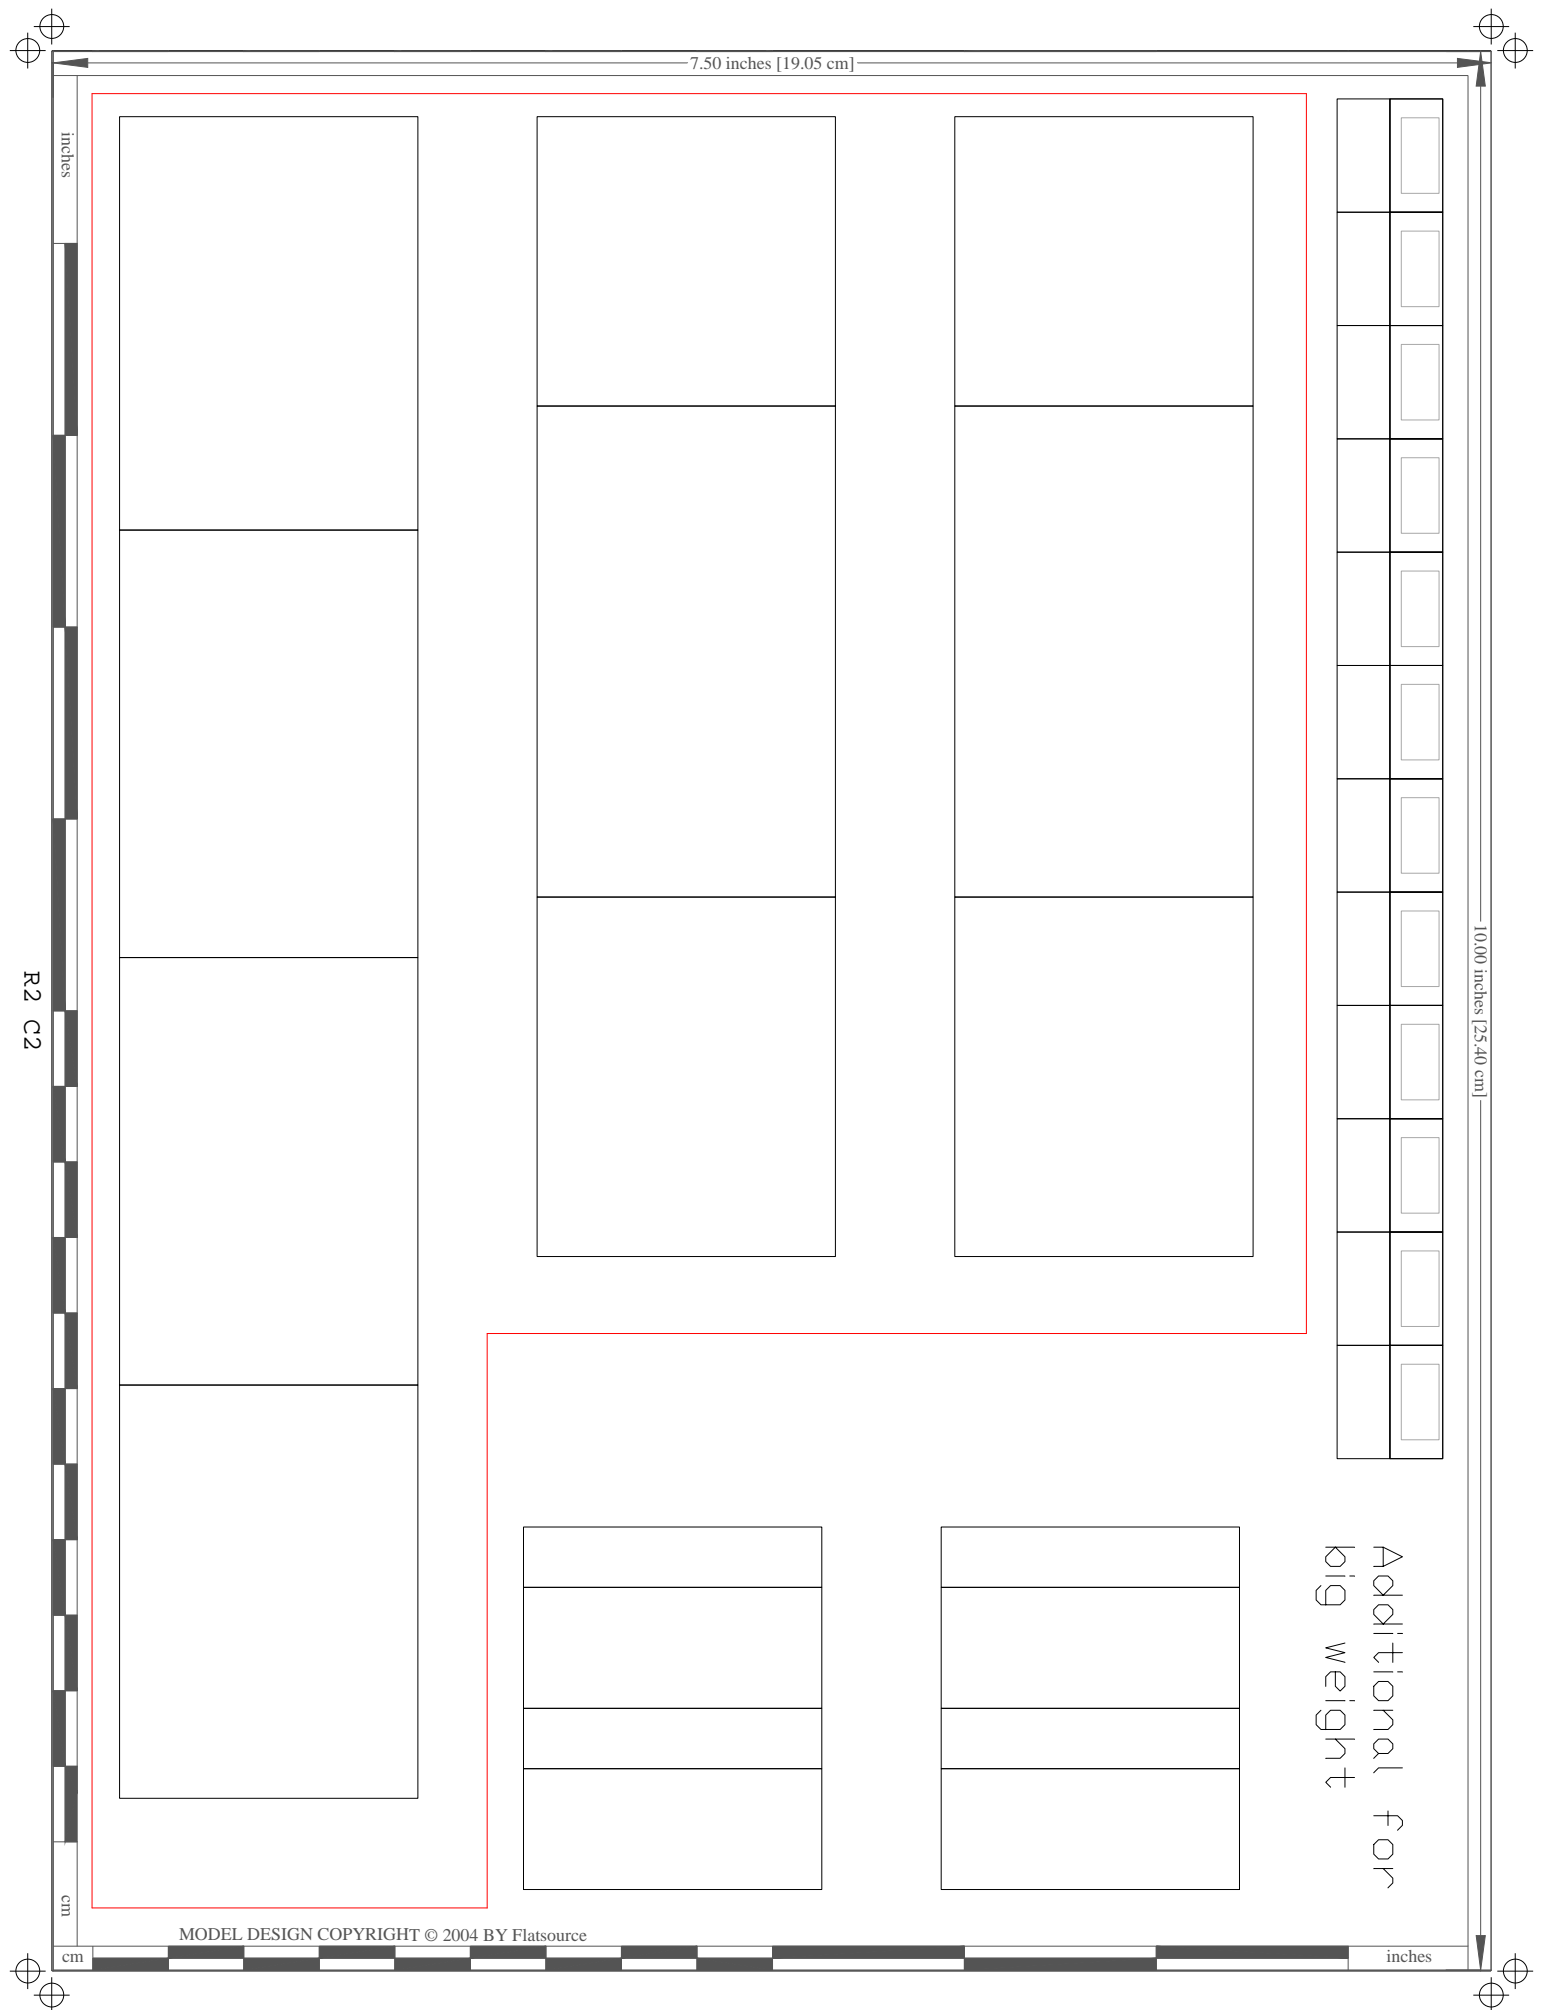 7.50 inches [19.05 cm]
inches
10.00 inches [25.40 cm]
R2 C2
Additional for
big weight
cm
MODEL DESIGN COPYRIGHT © 2004 BY Flatsource
cm
inches